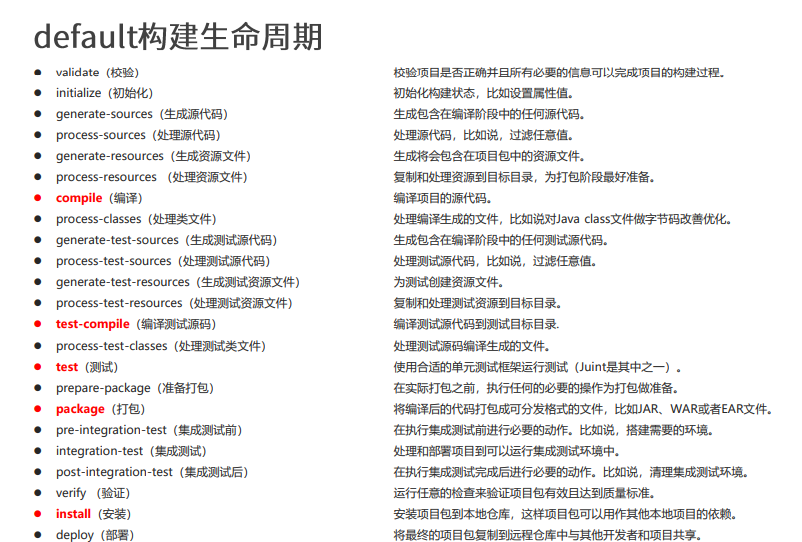 default构建生命周期
● validate（校验） 校验项目是否正确并且所有必要的信息可以完成项目的构建过程。
● initialize（初始化） 初始化构建状态，比如设置属性值。
● generate-sources（生成源代码） 生成包含在编译阶段中的任何源代码。
● process-sources（处理源代码） 处理源代码，比如说，过滤任意值。
● generate-resources（生成资源文件） 生成将会包含在项目包中的资源文件。
● process-resources （处理资源文件） 复制和处理资源到目标目录，为打包阶段最好准备。
● compile（编译） 编译项目的源代码。
● process-classes（处理类文件） 处理编译生成的文件，比如说对Java class文件做字节码改善优化。
● generate-test-sources（生成测试源代码） 生成包含在编译阶段中的任何测试源代码。
● process-test-sources（处理测试源代码） 处理测试源代码，比如说，过滤任意值。
● generate-test-resources（生成测试资源文件） 为测试创建资源文件。
● process-test-resources（处理测试资源文件） 复制和处理测试资源到目标目录。
● test-compile（编译测试源码） 编译测试源代码到测试目标目录.
● process-test-classes（处理测试类文件） 处理测试源码编译生成的文件。
● test（测试） 使用合适的单元测试框架运行测试（Juint是其中之一）。
● prepare-package（准备打包） 在实际打包之前，执行任何的必要的操作为打包做准备。
● package（打包） 将编译后的代码打包成可分发格式的文件，比如JAR、WAR或者EAR文件。
● pre-integration-test（集成测试前） 在执行集成测试前进行必要的动作。比如说，搭建需要的环境。
● integration-test（集成测试） 处理和部署项目到可以运行集成测试环境中。
● post-integration-test（集成测试后） 在执行集成测试完成后进行必要的动作。比如说，清理集成测试环境。
● verify （验证） 运行任意的检查来验证项目包有效且达到质量标准。
● install（安装） 安装项目包到本地仓库，这样项目包可以用作其他本地项目的依赖。
● deploy（部署） 将最终的项目包复制到远程仓库中与其他开发者和项目共享。